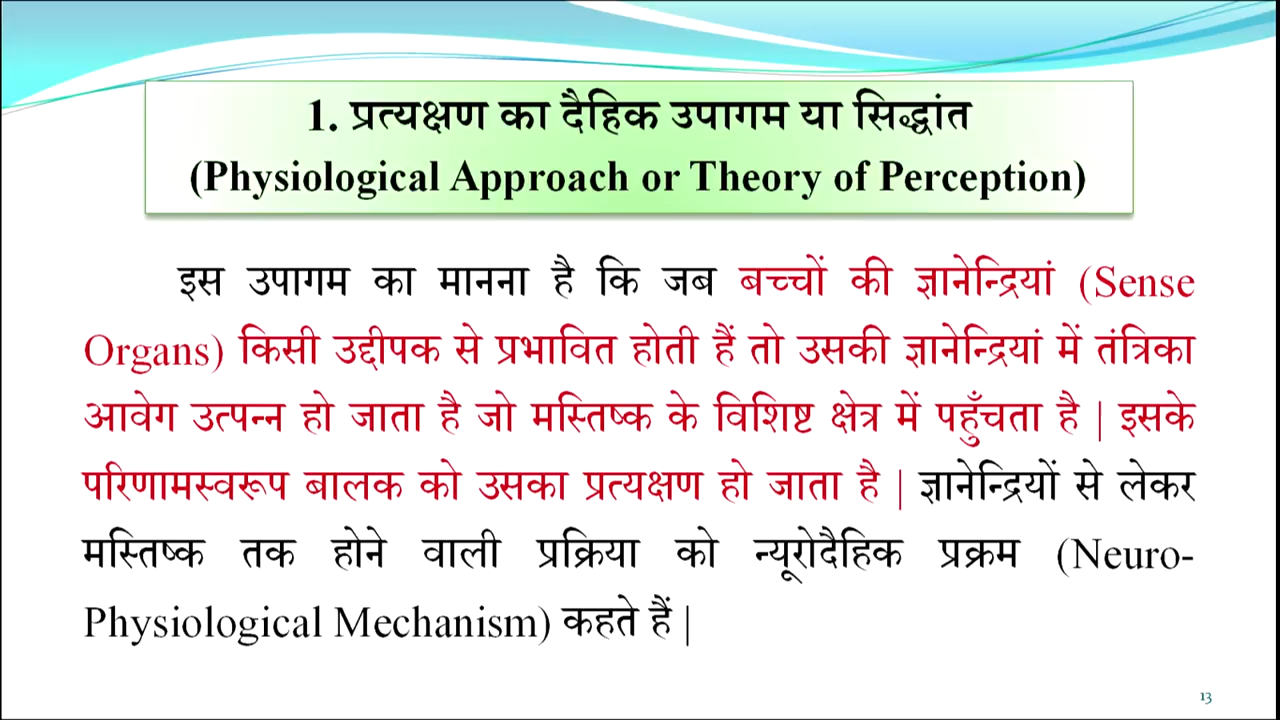 1. प्रत्यक्षण का दैहिक उपागम या सिद्धांत
(Physiological Approach or Theory of Perception)
इस उपागम का मानना है कि जब बच्चों की ज्ञानेन्द्रियां (Sense
Organs) किसी उद्दीपक से प्रभावित होती हैं तो उसकी ज्ञानेन्द्रियां में तंत्रिका
आवेग उत्पन्न हो जाता है जो मस्तिष्क के विशिष्ट क्षेत्र में पहुँचता है | इसके
परिणामस्वरूप बालक को उसका प्रत्यक्षण हो जाता है | ज्ञानेन्द्रियों से लेकर
मस्तिष्क तक होने वाली प्रक्रिया को न्यूरोदैहिक प्रक्रम (Neuro-
Physiological Mechanism) कहते हैं |
13